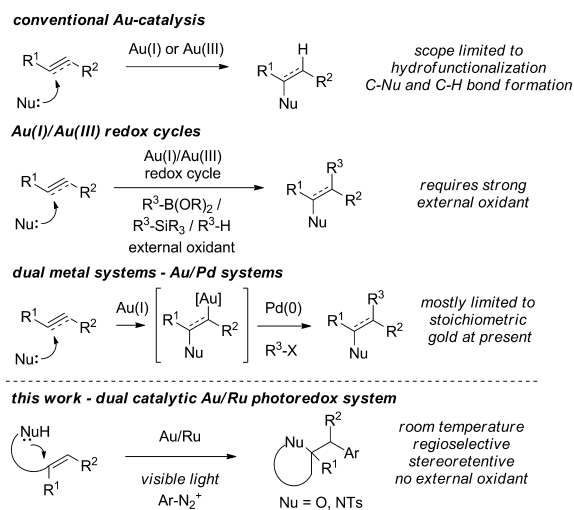 conventional Au-catalysis
R1
R2
Nu:
Au(I) or Au(III)
H
R1
R2
Nu
scope limited to
hydrofunctionalization
C-Nu and C-H bond formation
Au(I)/Au(III) redox cycles
R1
R2
Nu:
Au(I)/Au(III)
redox cycle
R3-B(OR)2 /
R3-SiR3 / R3-H
external oxidant
R3
R1
R2
Nu
requires strong
external oxidant
dual metal systems - Au/Pd systems
R1
R2
Nu:
Au(I)
[Au]
R1
R2
Nu
Pd(0)
R3-X
R3
R1
R2
Nu
mostly limited to
stoichiometric
gold at present
this work - dual catalytic Au/Ru photoredox system
NuH
R2
R1
Au/Ru
visible light
Ar-N2+
R2
Nu
Ar
R1
Nu = O, NTs
room temperature
regioselective
stereoretentive
no external oxidant